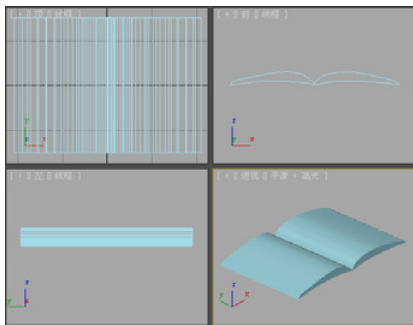 [ + ][ 顶 ][ 线框 ]
[ + ][ 前 ][ 线框 ]
[ + ][ 左 ][ 线框 ]
[ + ][ 透视 ][ 平滑 + 高光 ]